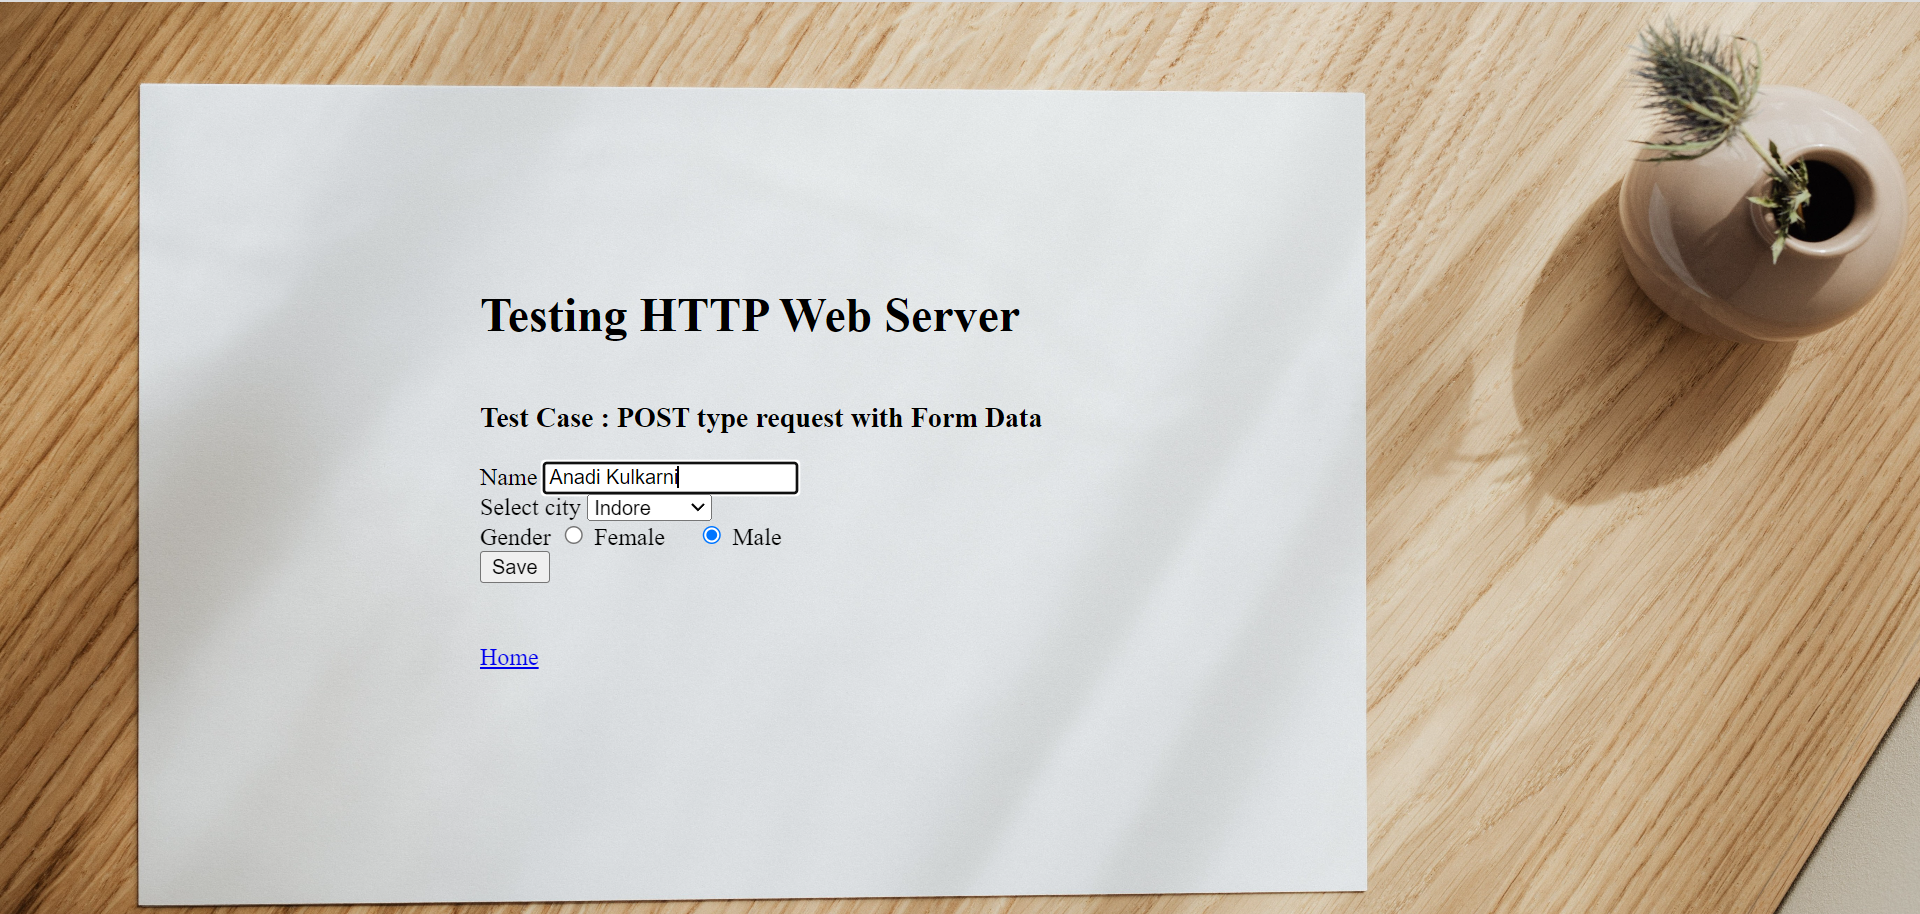 Testing HTTP Web Server
Test Case : POST type request with Form Data
Name Anadi Kulkarni
Select city Indore
Gender Female Male
Save
Home